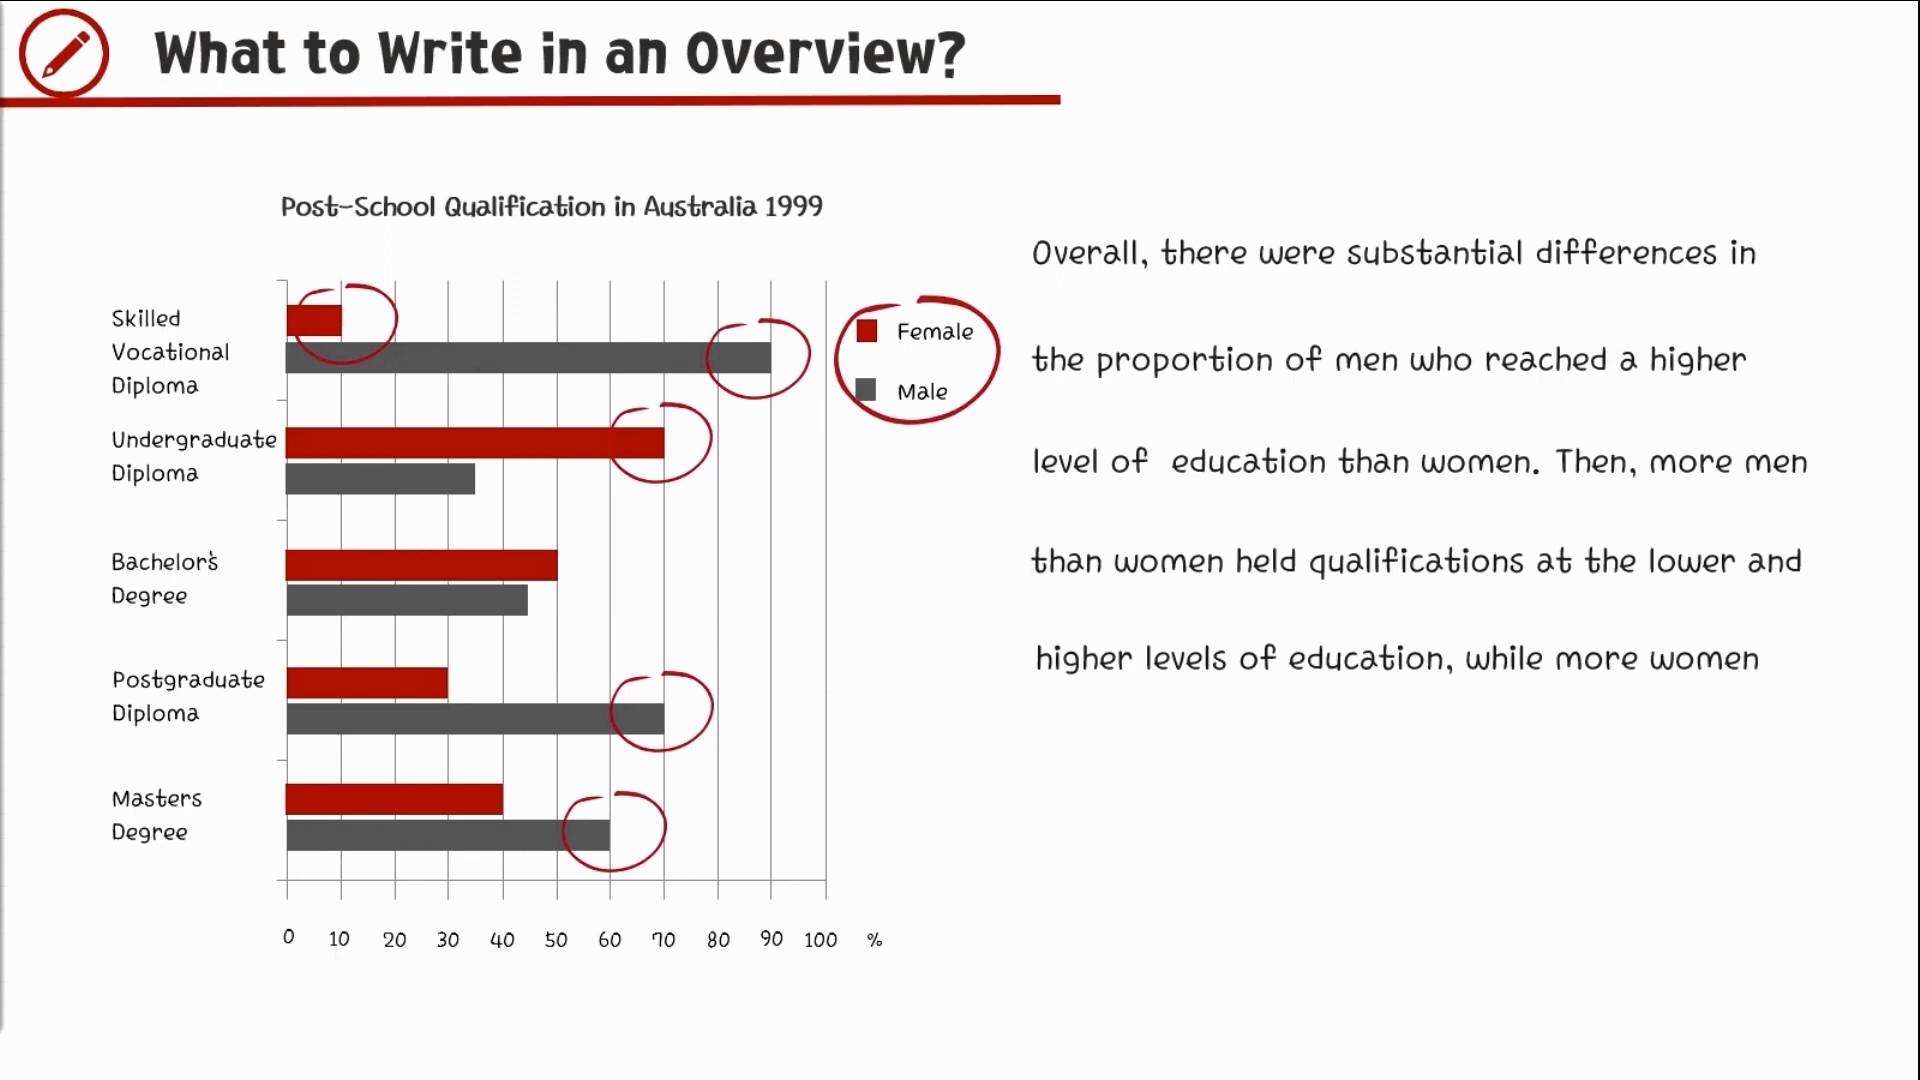 What to Write in an Overview?
Post-School Qualification in Australia 1999
Skilled
Vocational
Diploma
Undergraduate
Diploma
Bachelor's
Degree
Postgraduate
Diploma
Masters
Degree
0 10 20 30 40 50 60 70 80 90 100 %
Female
Male
Overall, there were substantial differences in
the proportion of men who reached a higher
level of education than women. Then, more men
than women held qualifications at the lower and
higher levels of education, while more women